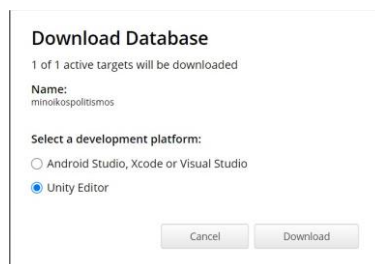 Download Database
1 of 1 active targets will be downloaded
Name:
minoikospolitismos
Select a development platform:
Android Studio, Xcode or Visual Studio
Unity Editor
Cancel Download